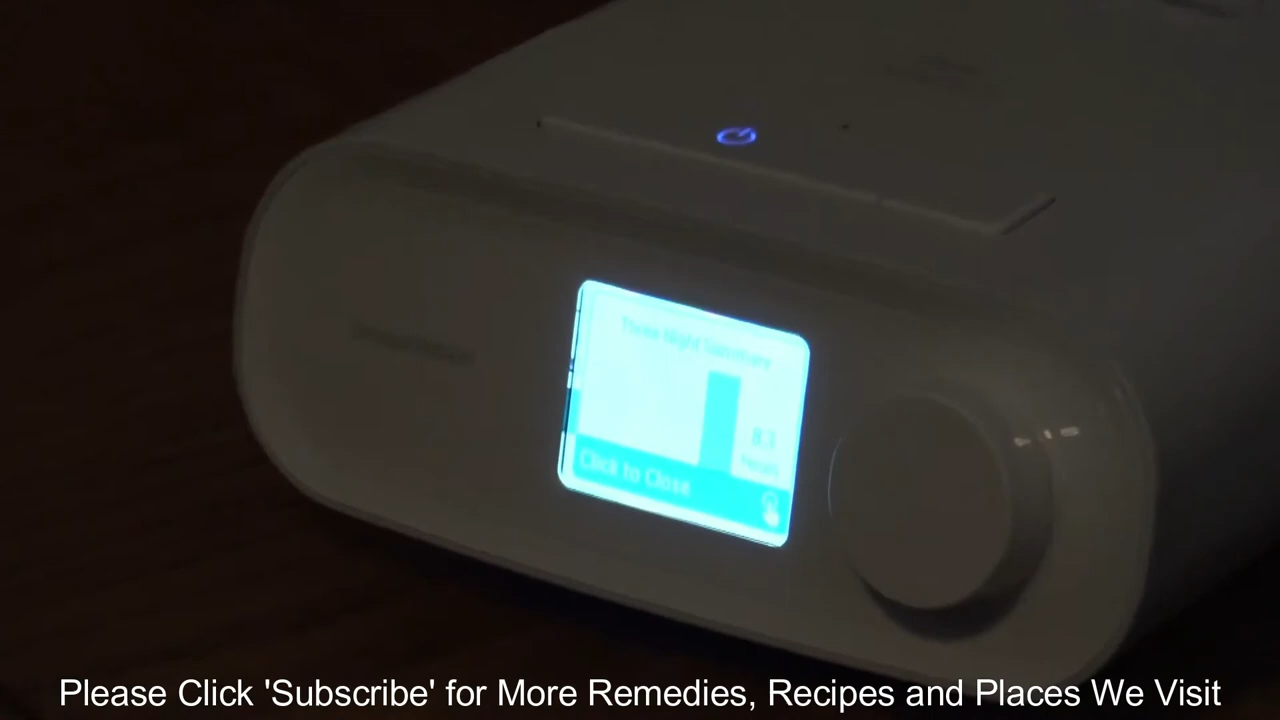 Three Night Summary
8.3
Click to Close
Please Click 'Subscribe' for More Remedies, Recipes and Places We Visit